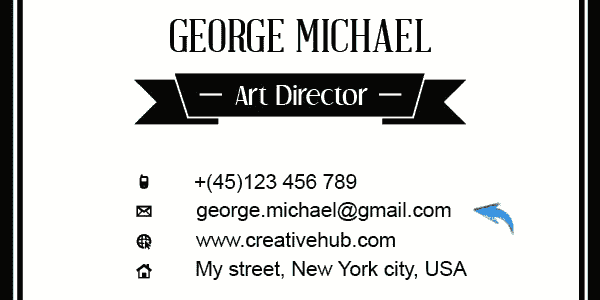 GEORGE MICHAEL
Art Director
+(45)123 456 789
george.michael@gmail.com
www.creativehub.com
My street, New York city, USA